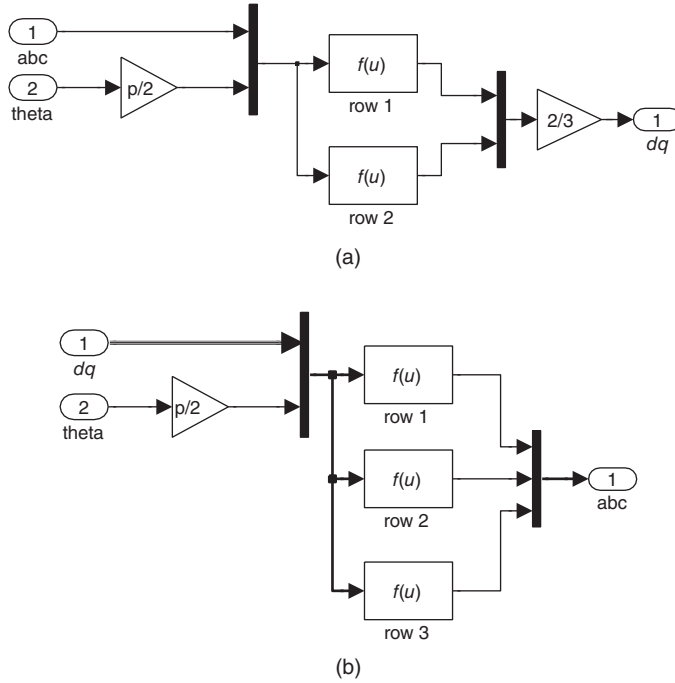 1
abc
2
theta
p/2
f(u)
row 1
f(u)
row 2
2/3
1
dq
(a)
1
dq
2
theta
p/2
f(u)
row 1
f(u)
row 2
f(u)
row 3
1
abc
(b)